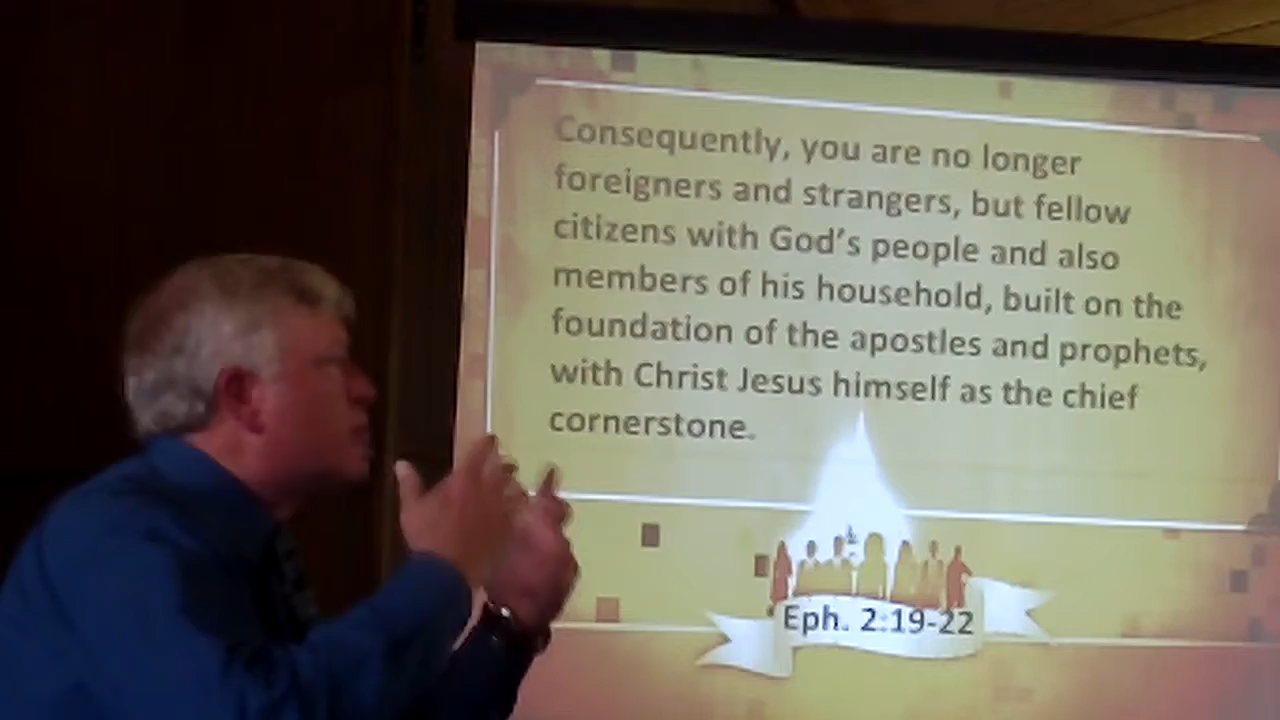 Consequently, you are no longer
foreigners and strangers, but fellow
citizens with God's people and also
members of his household, built on the
foundation of the apostles and prophets,
with Christ Jesus himself as the chief
cornerstone.
Eph. 2:19-22